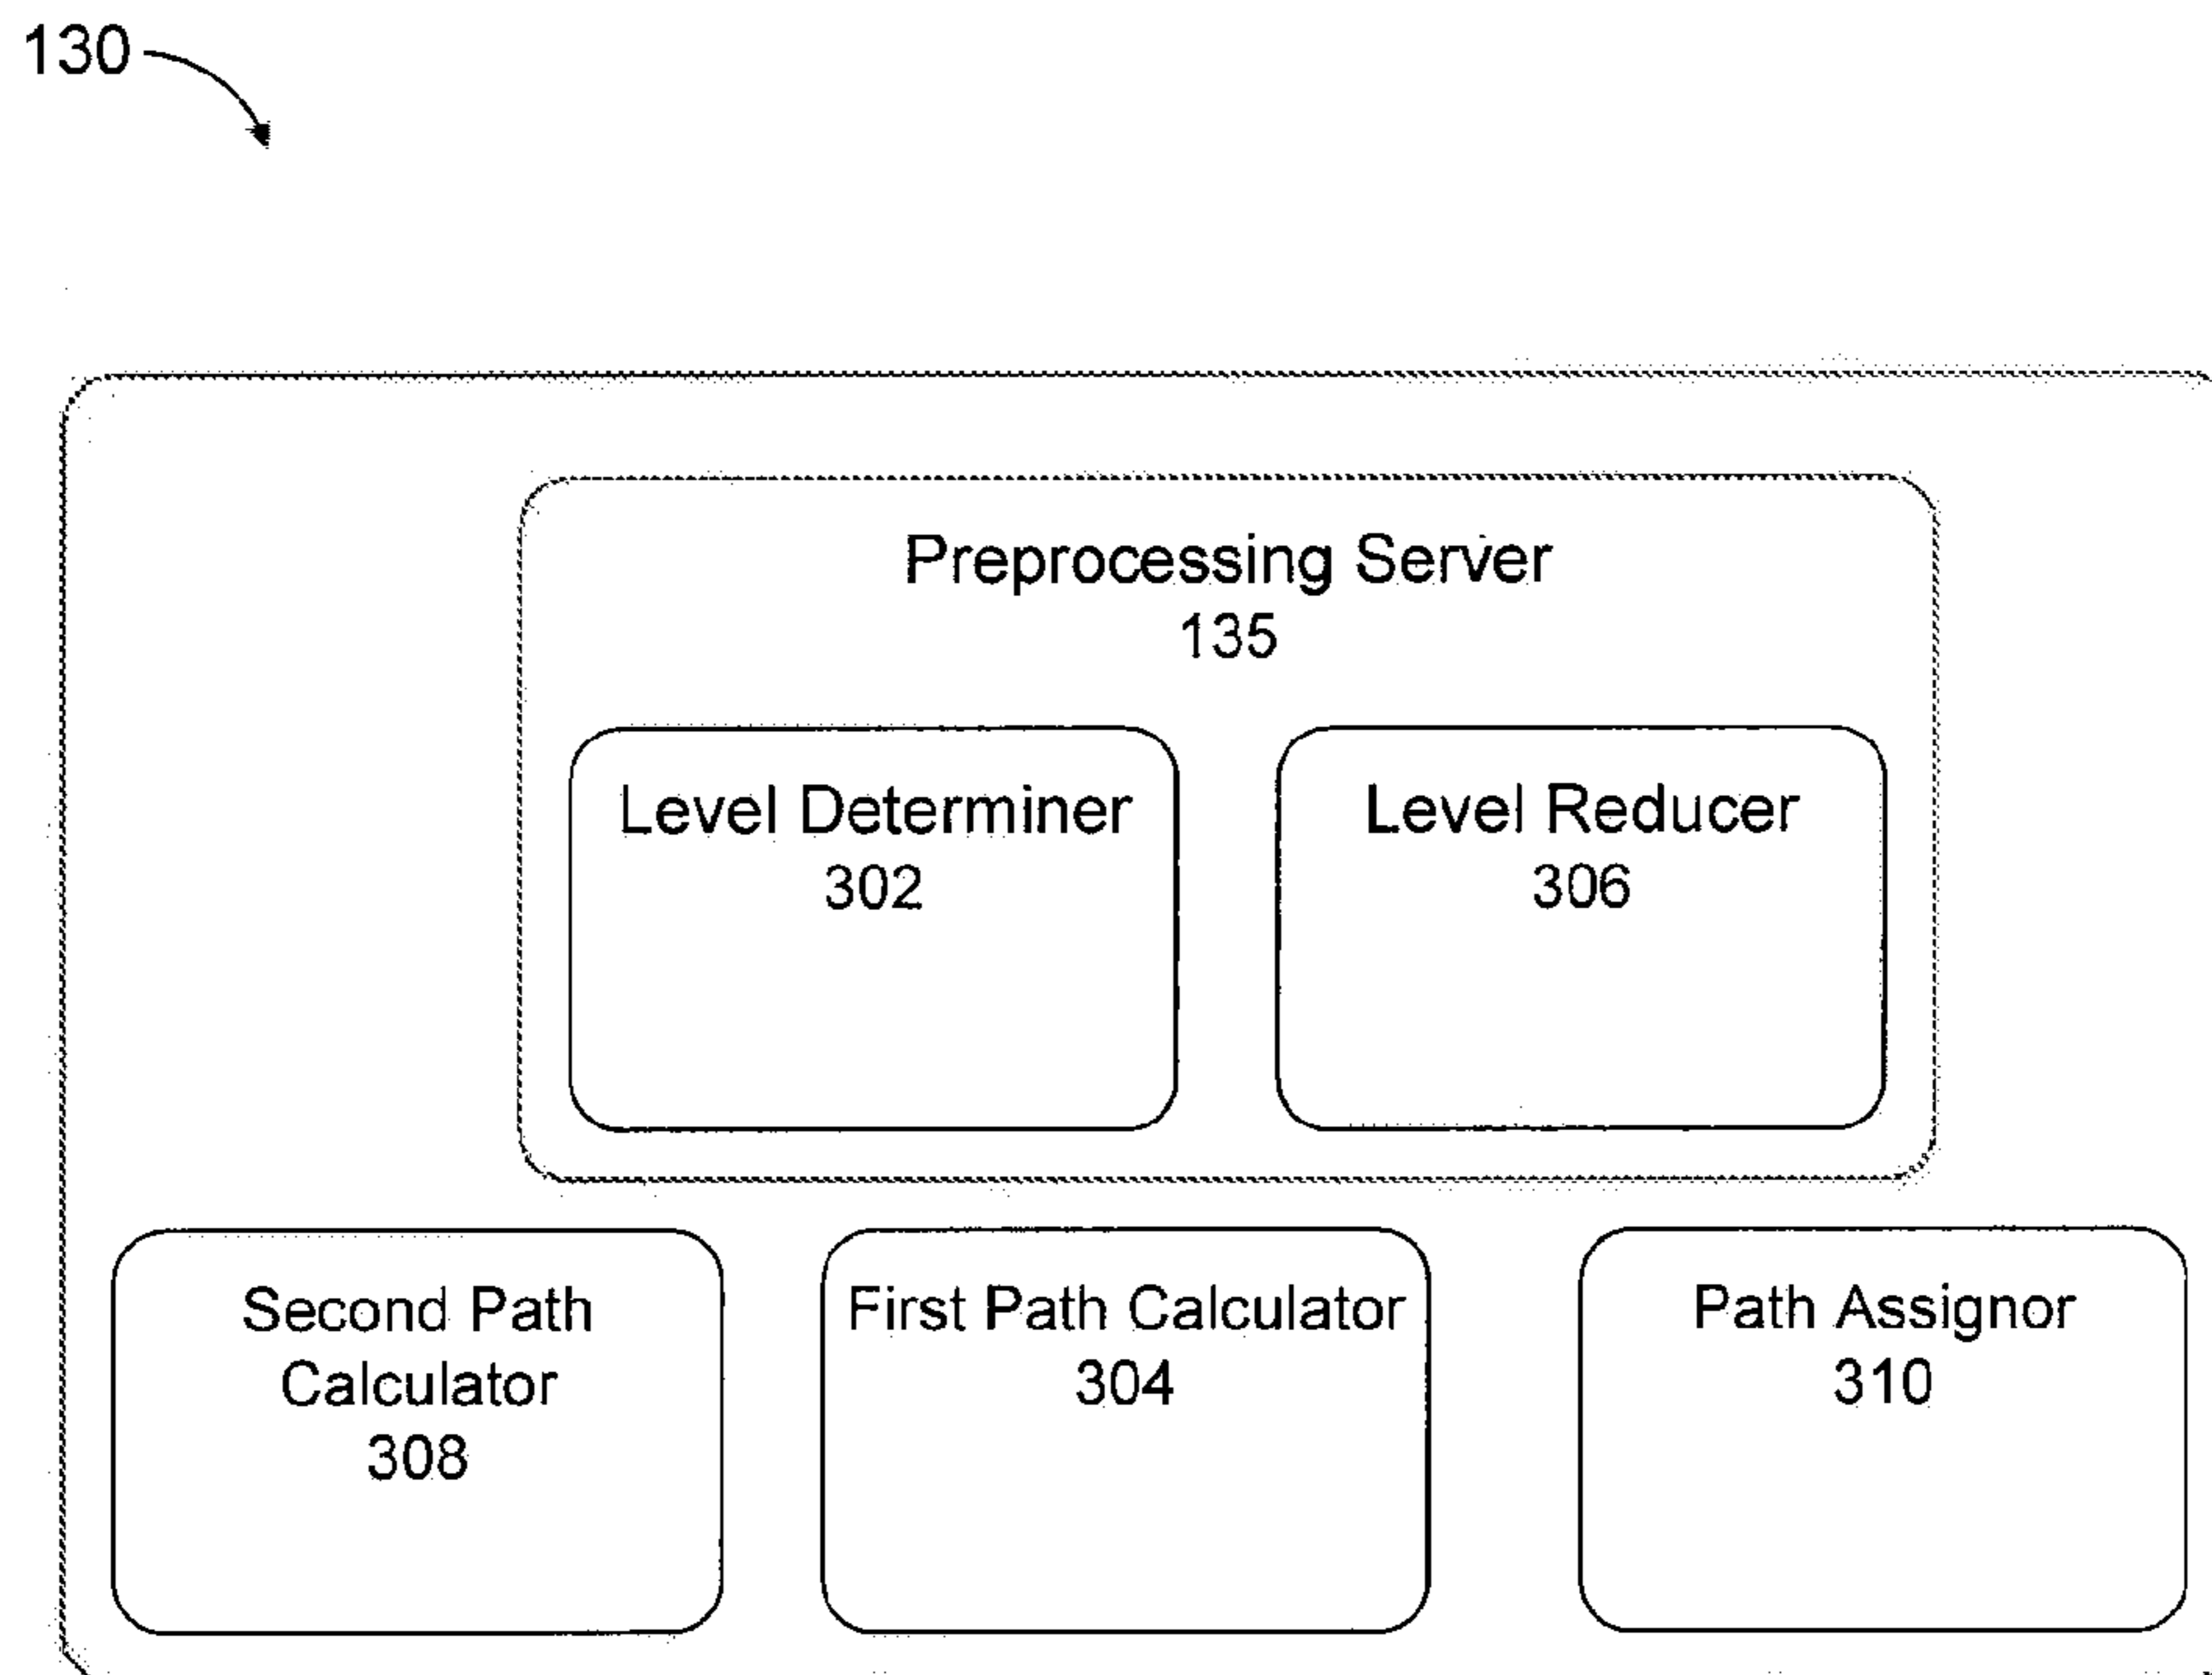 130
Preprocessing Server
135
Level Determiner
302
Level Reducer
306
Second Path
Calculator
308
First Path Calculator
304
Path Assignor
310